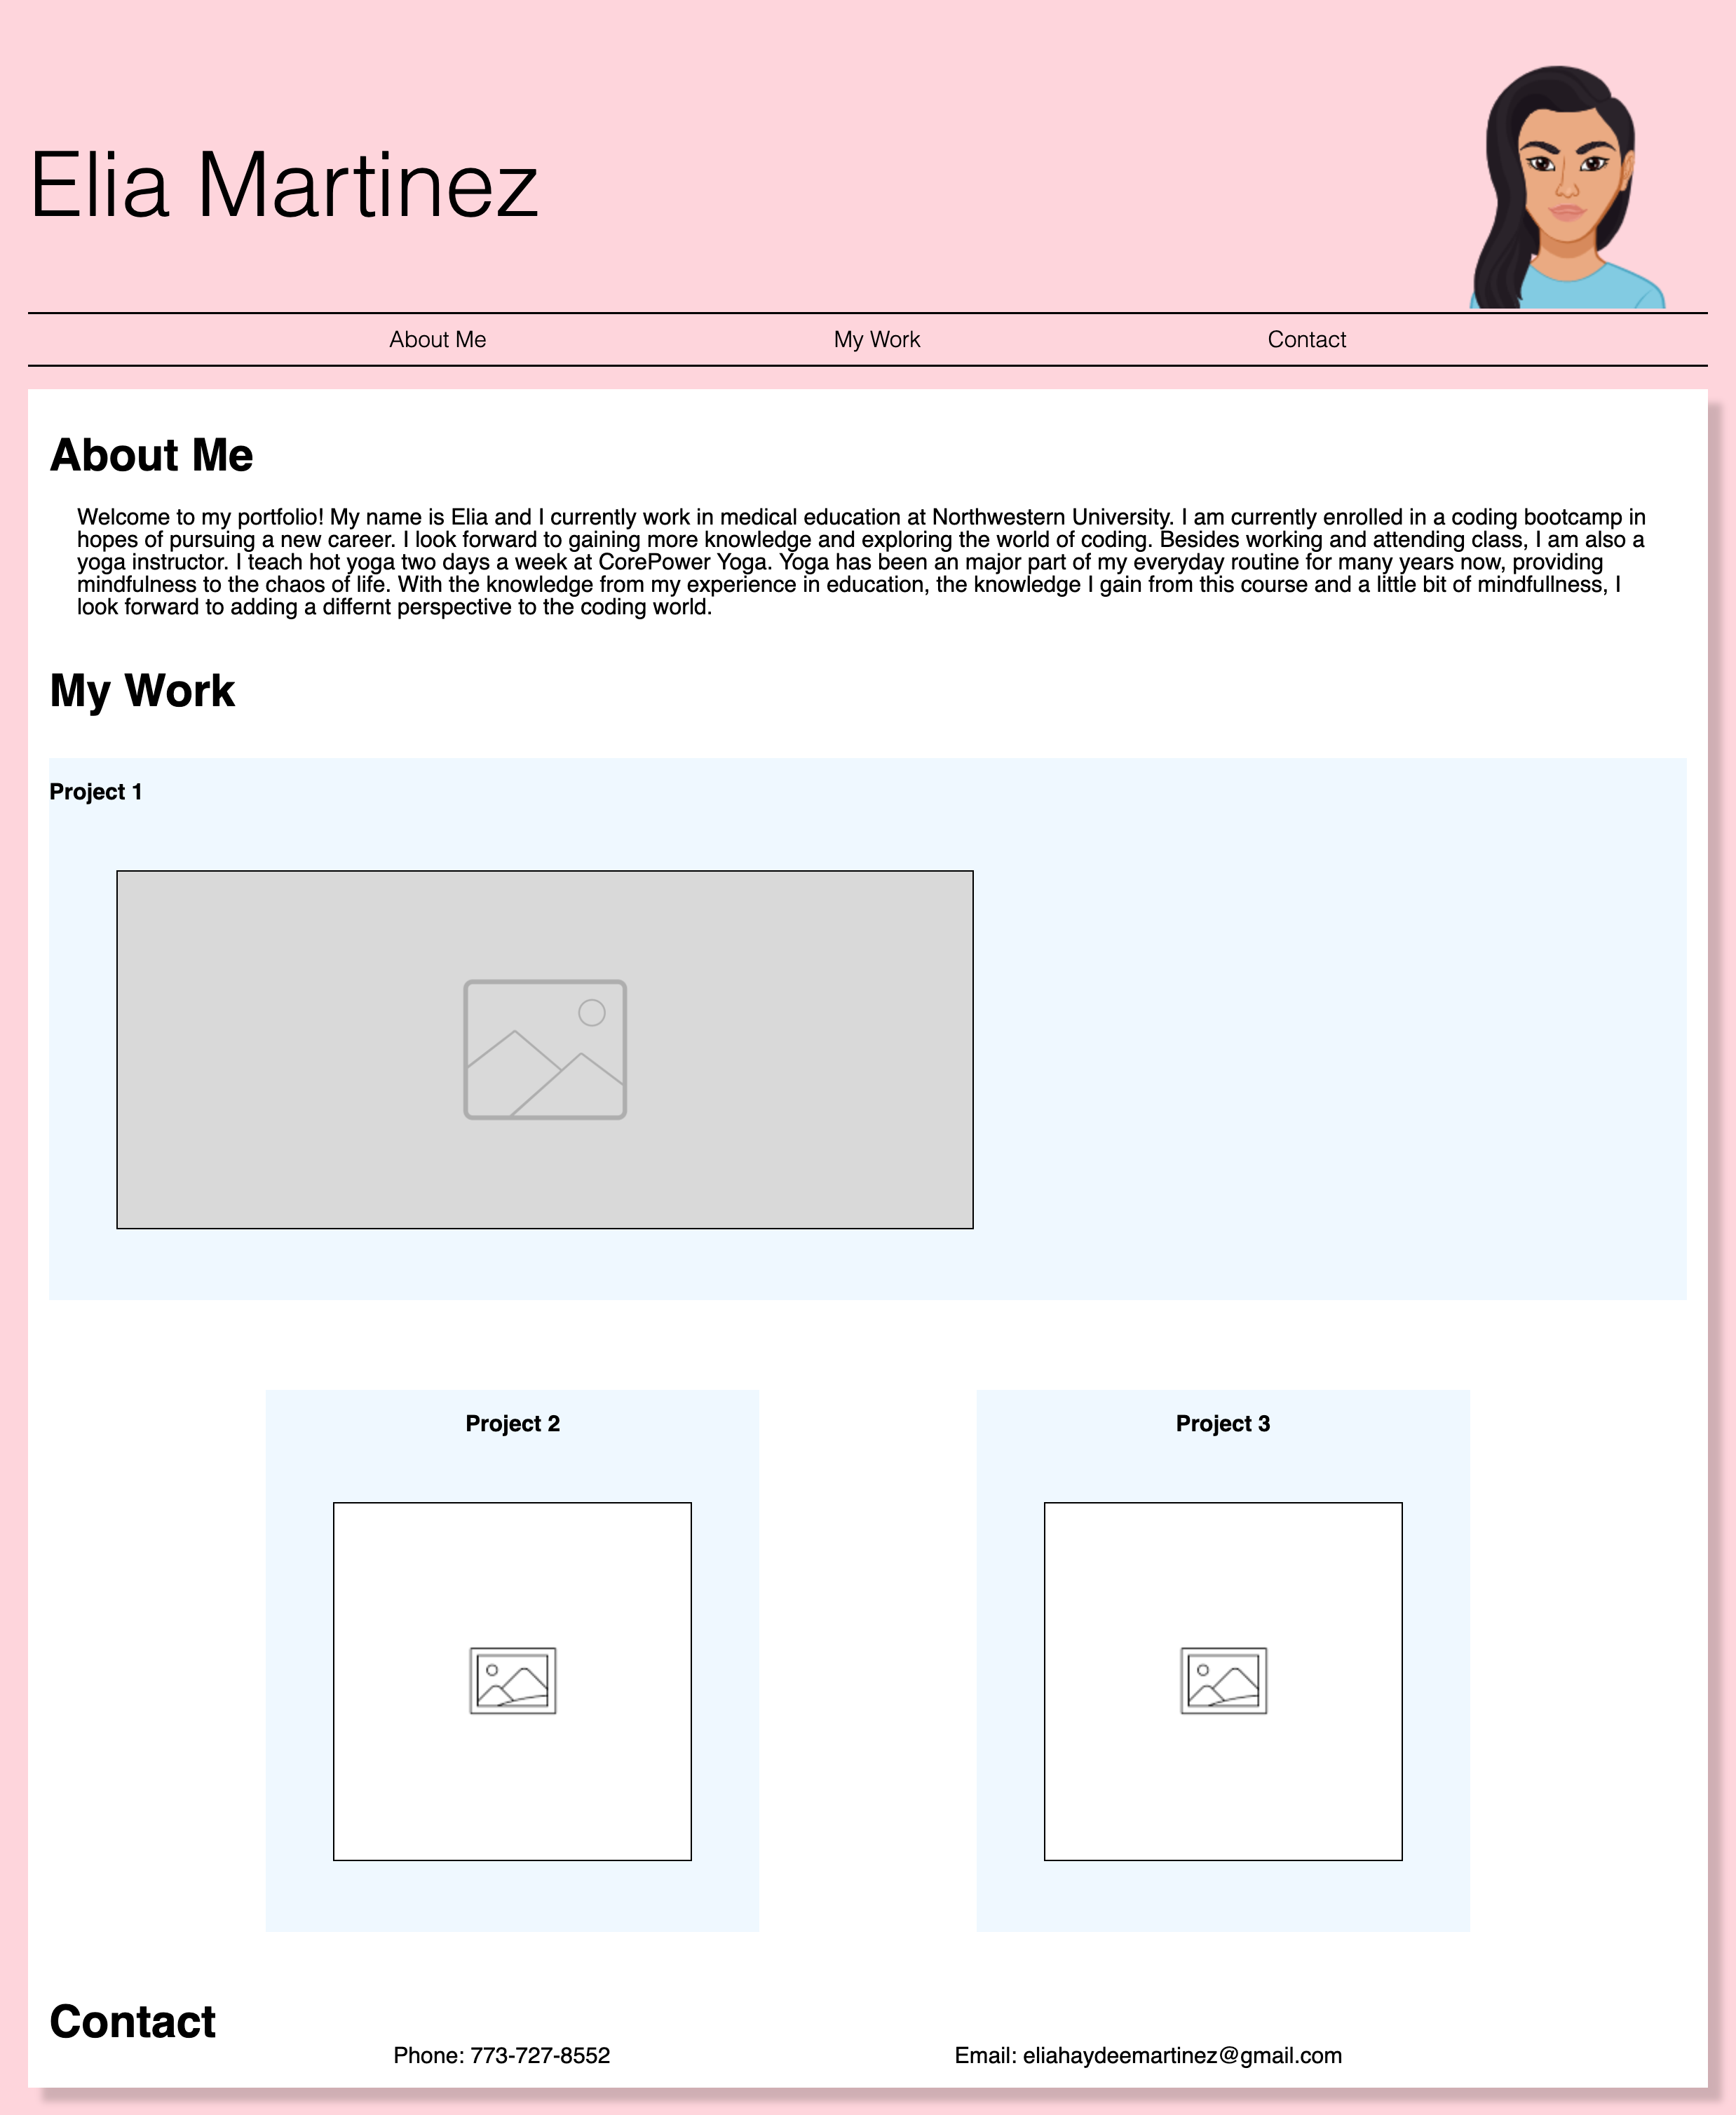 Elia Martinez
About Me
My Work
Contact
About Me
Welcome to my portfolio! My name is Elia and I currently work in medical education at Northwestern University. I am currently enrolled in a coding bootcamp in
hopes of pursuing a new career. I look forward to gaining more knowledge and exploring the world of coding. Besides working and attending class, I am also a
yoga instructor. I teach hot yoga two days a week at CorePower Yoga. Yoga has been an major part of my everyday routine for many years now, providing
mindfulness to the chaos of life. With the knowledge from my experience in education, the knowledge I gain from this course and a little bit of mindfullness, I
look forward to adding a differnt perspective to the coding world.
My Work
Project 1
Project 2
Project 3
Contact
Phone: 773-727-8552
Email: eliahaydeemartinez@gmail.com